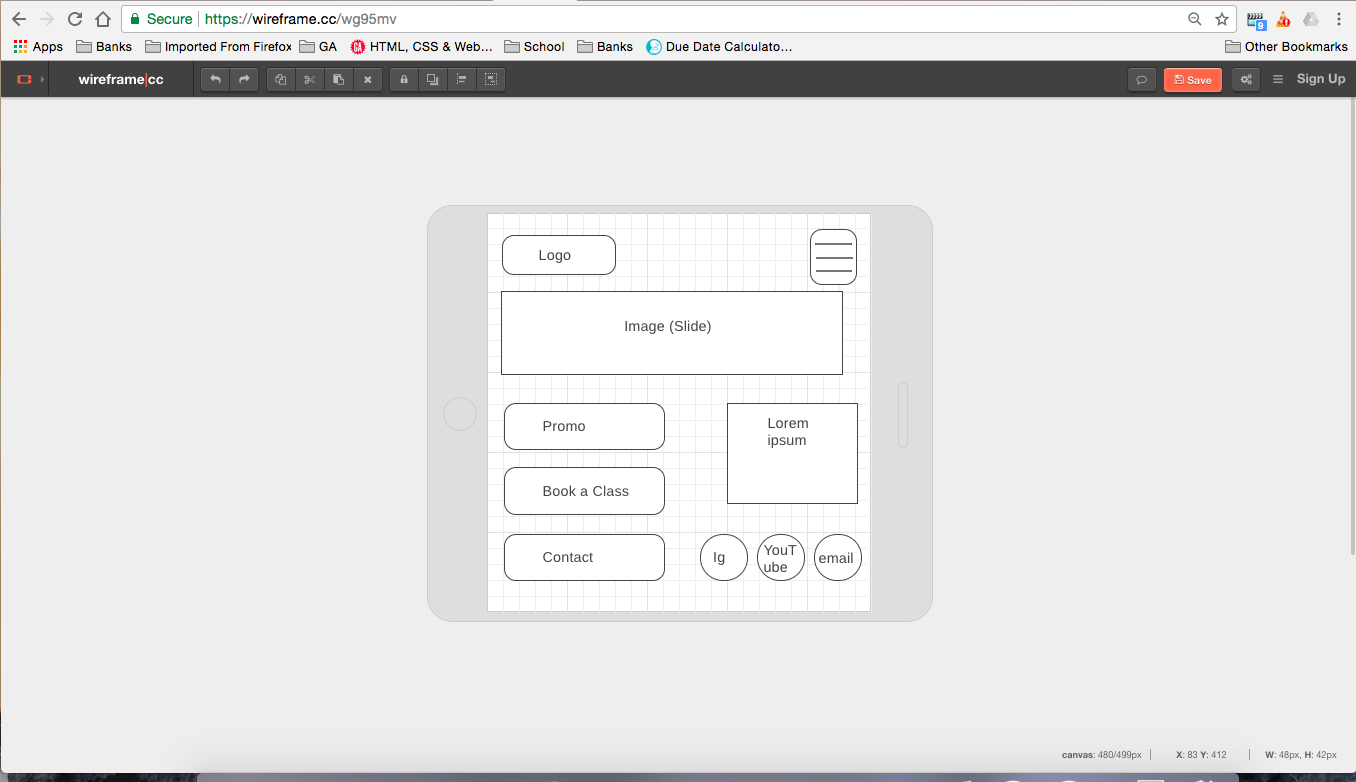 Secure https://wireframe.cc/wg95mv
Apps Banks Imported From Firefox GA GA HTML, CSS & Web... School Banks Due Date Calculato... Other Bookmarks
wireframe|cc Save Sign Up
Logo
Image (Slide)
Promo
Lorem
ipsum
Book a Class
Contact
Ig
YouT
ube
email
canvas: 480/499px X: 83 Y: 412 W: 48px, H: 42px